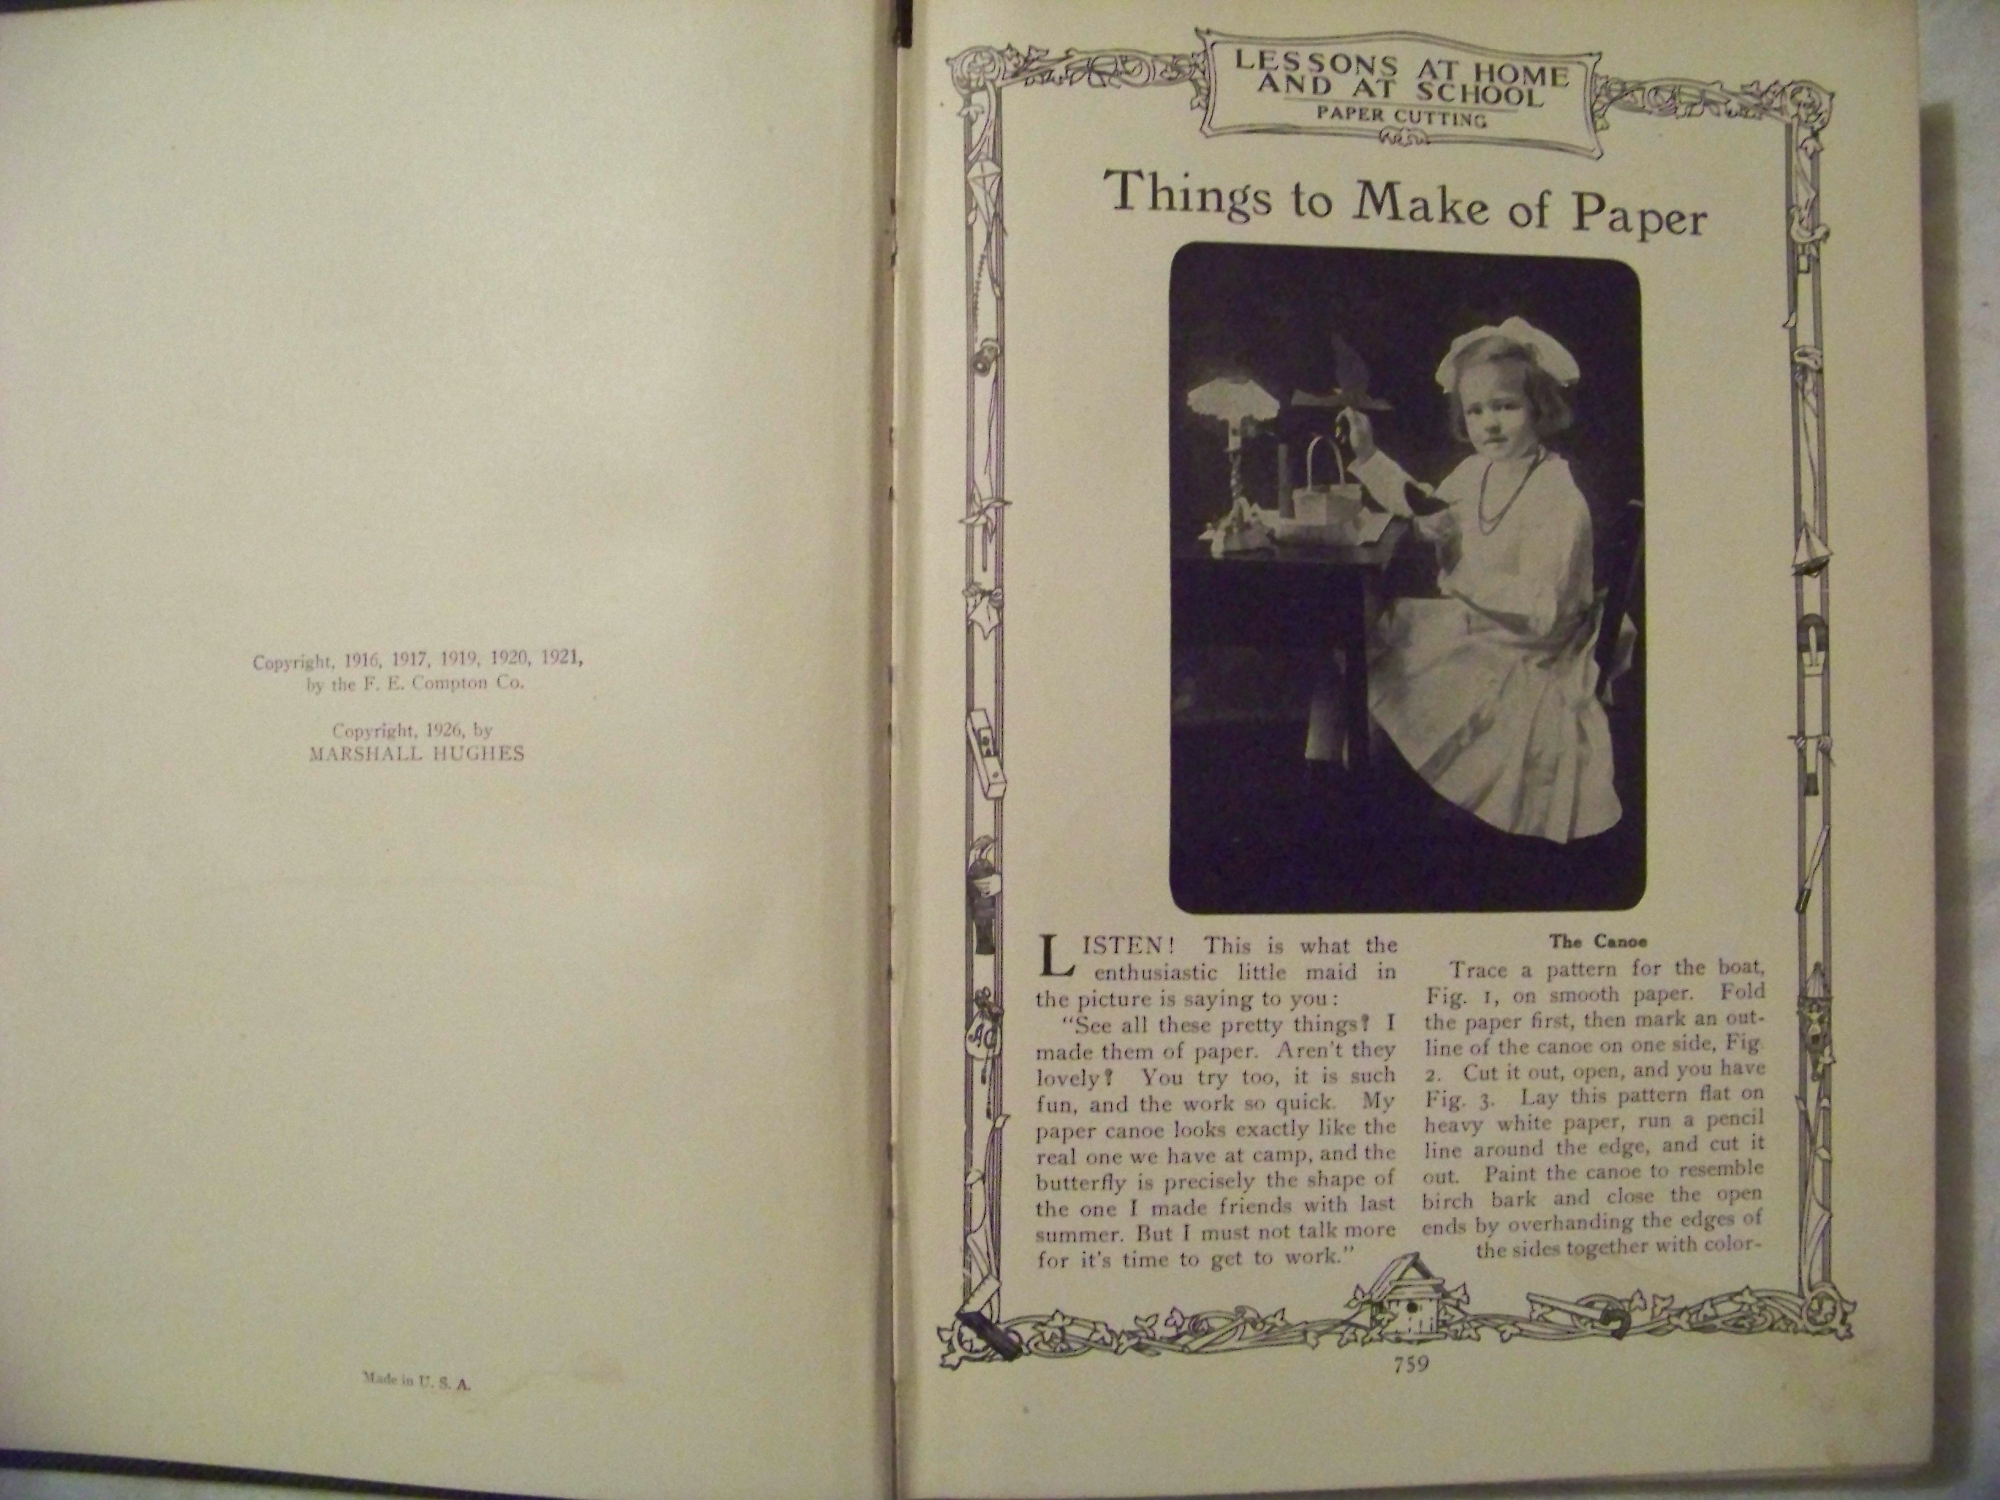 Copyright, 1916, 1917, 1919, 1920, 1921,
by the F. E. Compton Co.
Copyright, 1926, by
MARSHALL HUGHES
Made in U. S. A.
LESSONS AT HOME
AND AT SCHOOL
PAPER CUTTING
Things to Make of Paper
LISTEN! This is what the
enthusiastic little maid in
the picture is saying to you:
"See all these pretty things? I
made them of paper. Aren't they
lovely? You try too, it is such
fun, and the work so quick. My
paper canoe looks exactly like the
real one we have at camp, and the
butterfly is precisely the shape of
the one I made friends with last
summer. But I must not talk more
for it's time to get to work."
The Canoe
Trace a pattern for the boat,
Fig. 1, on smooth paper. Fold
the paper first, then mark an out-
line of the canoe on one side, Fig.
2. Cut it out, open, and you have
Fig. 3. Lay this pattern flat on
heavy white paper, run a pencil
line around the edge, and cut it
out. Paint the canoe to resemble
birch bark and close the open
ends by overhanding the edges of
the sides together with color-
759